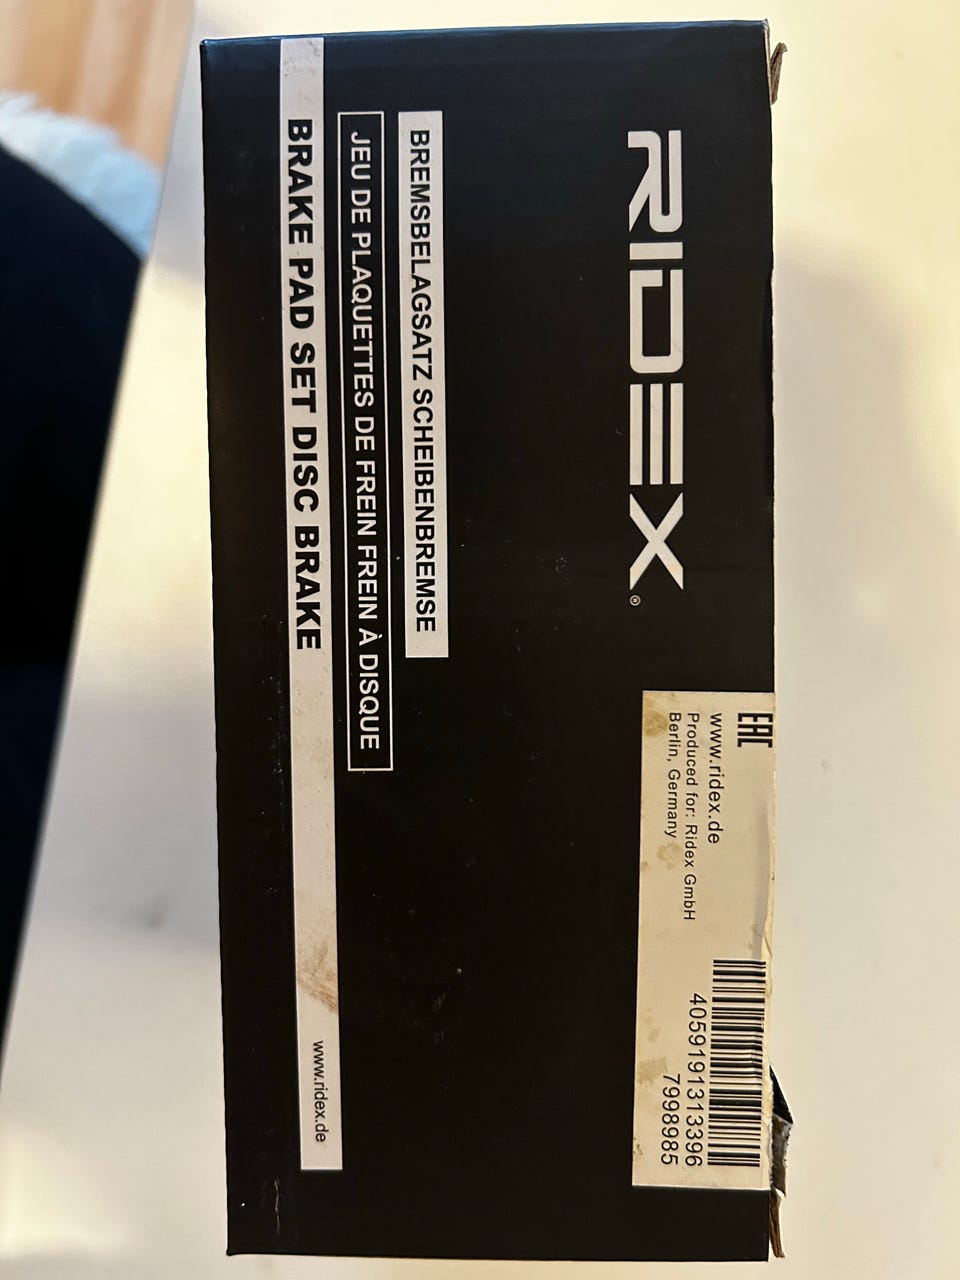 RIDEX®
BREMSBELAGSATZ SCHEIBENBREMSE
JEU DE PLAQUETTES DE FREIN FREIN À DISQUE
BRAKE PAD SET DISC BRAKE
www.ridex.de
EAC
www.ridex.de
Produced for: Ridex GmbH
Berlin, Germany
4059191313396
7998985